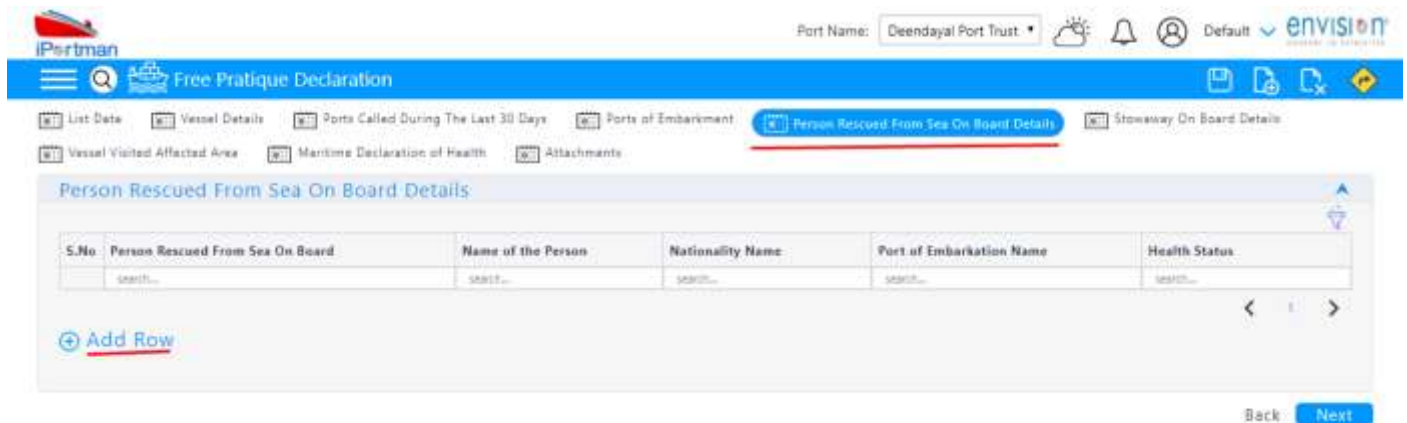 Port Name: Deendayal Port Trust Default envision
iPortman
Free Pratique Declaration
List Data Vessel Details Ports Called During The Last 30 Days Ports of Embarkment Person Rescued From Sea On Board Details Stowaway On Board Details
Vessel Visited Affected Area Maritime Declaration of Health Attachments
Person Rescued From Sea On Board Details
S.No Person Rescued From Sea On Board Name of the Person Nationality Name Port of Embarkation Name Health Status
search... search... search... search... search...
1
Add Row
Back Next